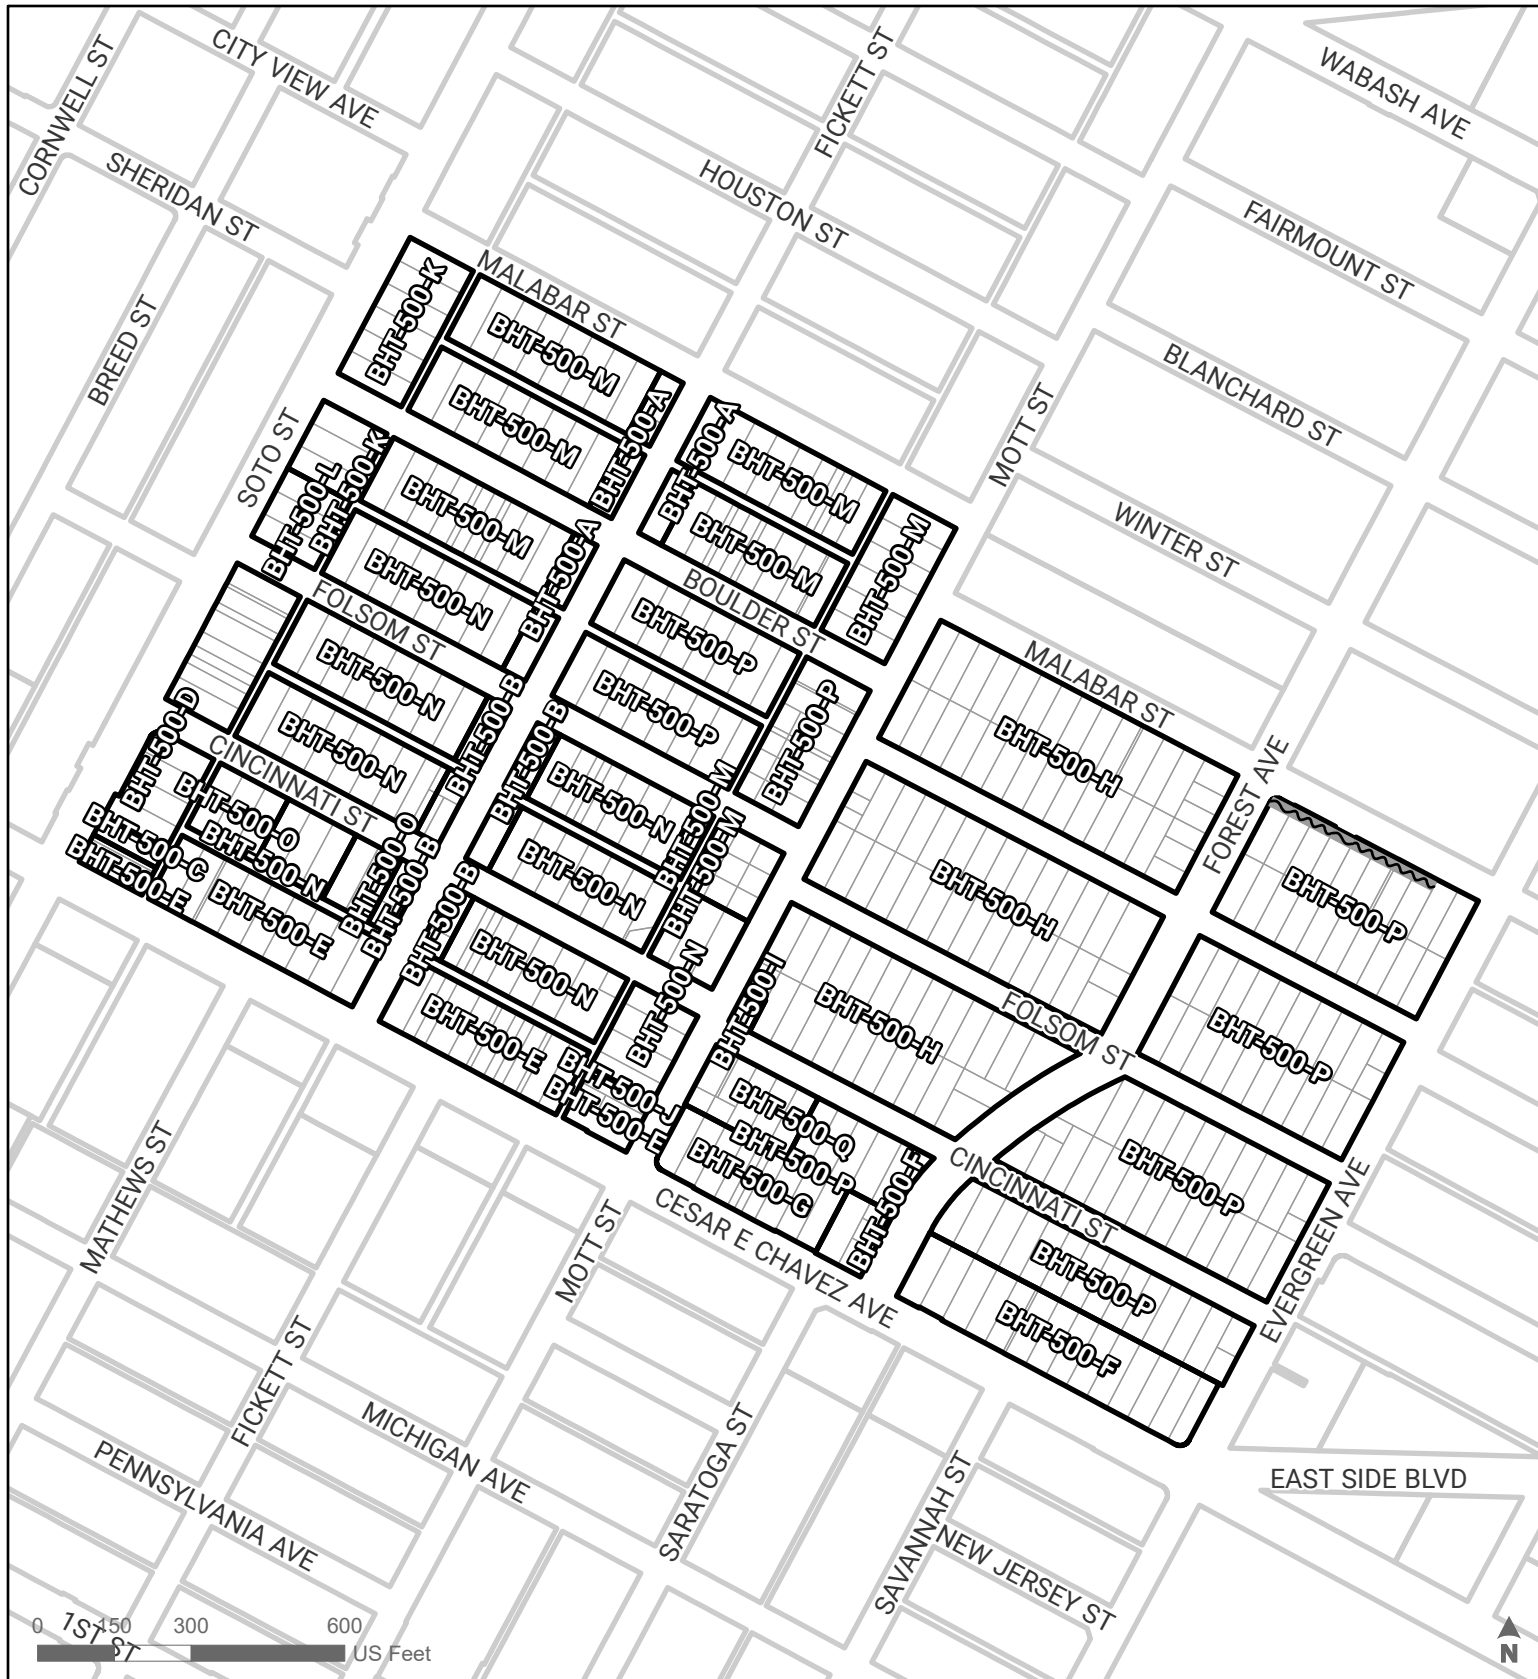 CORNWELL ST
CITY VIEW AVE
FICKETT ST
WABASH AVE
SHERIDAN ST
HOUSTON ST
FAIRMOUNT ST
BREED ST
MALABAR ST
BLANCHARD ST
MOTT ST
SOTO ST
WINTER ST
BHT-500-K
BHT-500-M
BHT-500-M
BHT-500-A
BHT-500-A
BHT-500-M
BHT-500-M
BHT-500-M
BHT-500-L
BHT-500-K
BHT-500-M
BHT-500-N
BHT-500-A
BOULDER ST
BHT-500-P
BHT-500-P
BHT-500-P
FOLSOM ST
BHT-500-N
BHT-500-N
BHT-500-B
BHT-500-B
BHT-500-N
BHT-500-N
BHT-500-M
BHT-500-M
MALABAR ST
BHT-500-H
BHT-500-H
FOREST AVE
BHT-500-P
BHT-500-P
BHT-500-D
CINCINNATI ST
BHT-500-O
BHT-500-N
BHT-500-C
BHT-500-E
BHT-500-E
BHT-500-O
BHT-500-B
BHT-500-B
BHT-500-N
BHT-500-E
BHT-500-N
BHT-500-J
BHT-500-E
BHT-500-I
BHT-500-H
FOLSOM ST
BHT-500-P
BHT-500-Q
BHT-500-P
BHT-500-G
BHT-500-F
CINCINNATI ST
BHT-500-P
BHT-500-F
EVERGREEN AVE
CESAR E CHAVEZ AVE
MATHEWS ST
MOTT ST
FICKETT ST
MICHIGAN AVE
PENNSYLVANIA AVE
SARATOGA ST
SAVANNAH ST
EAST SIDE BLVD
NEW JERSEY ST
1ST ST
0 150 300 600
US Feet
N